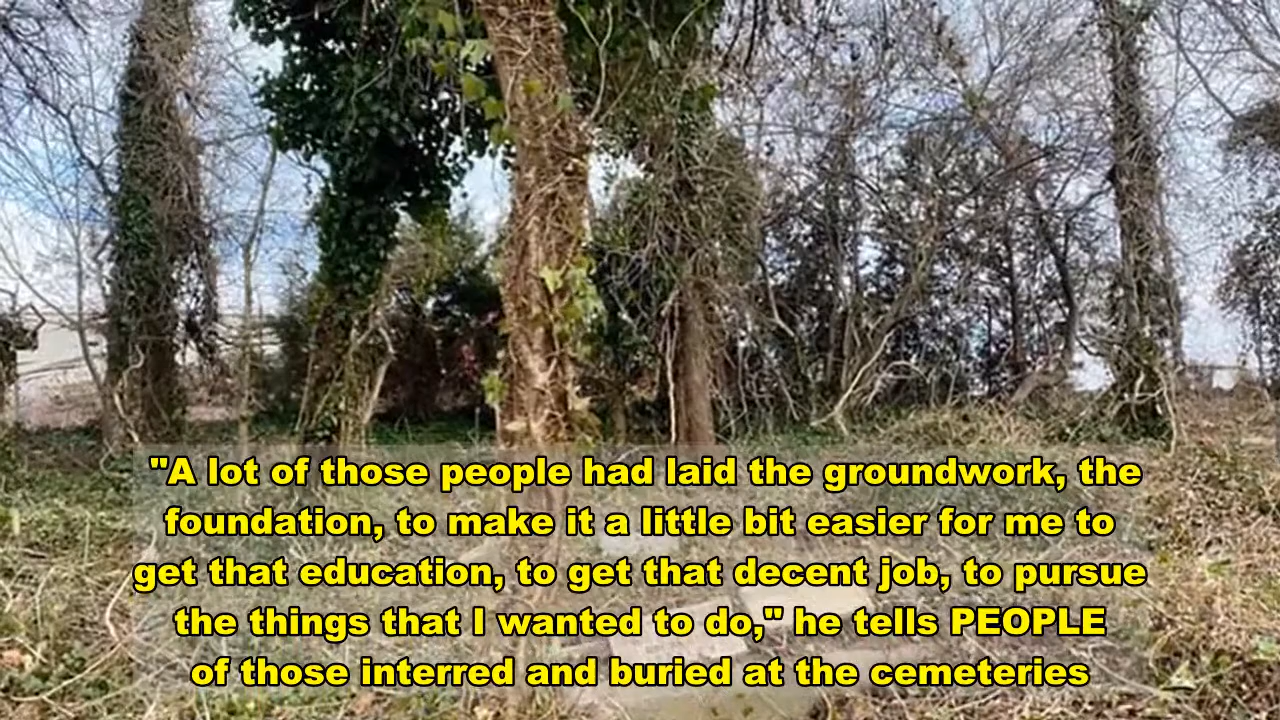 "A lot of those people had laid the groundwork, the
foundation, to make it a little bit easier for me to
get that education, to get that decent job, to pursue
the things that I wanted to do," he tells PEOPLE
of those interred and buried at the cemeteries